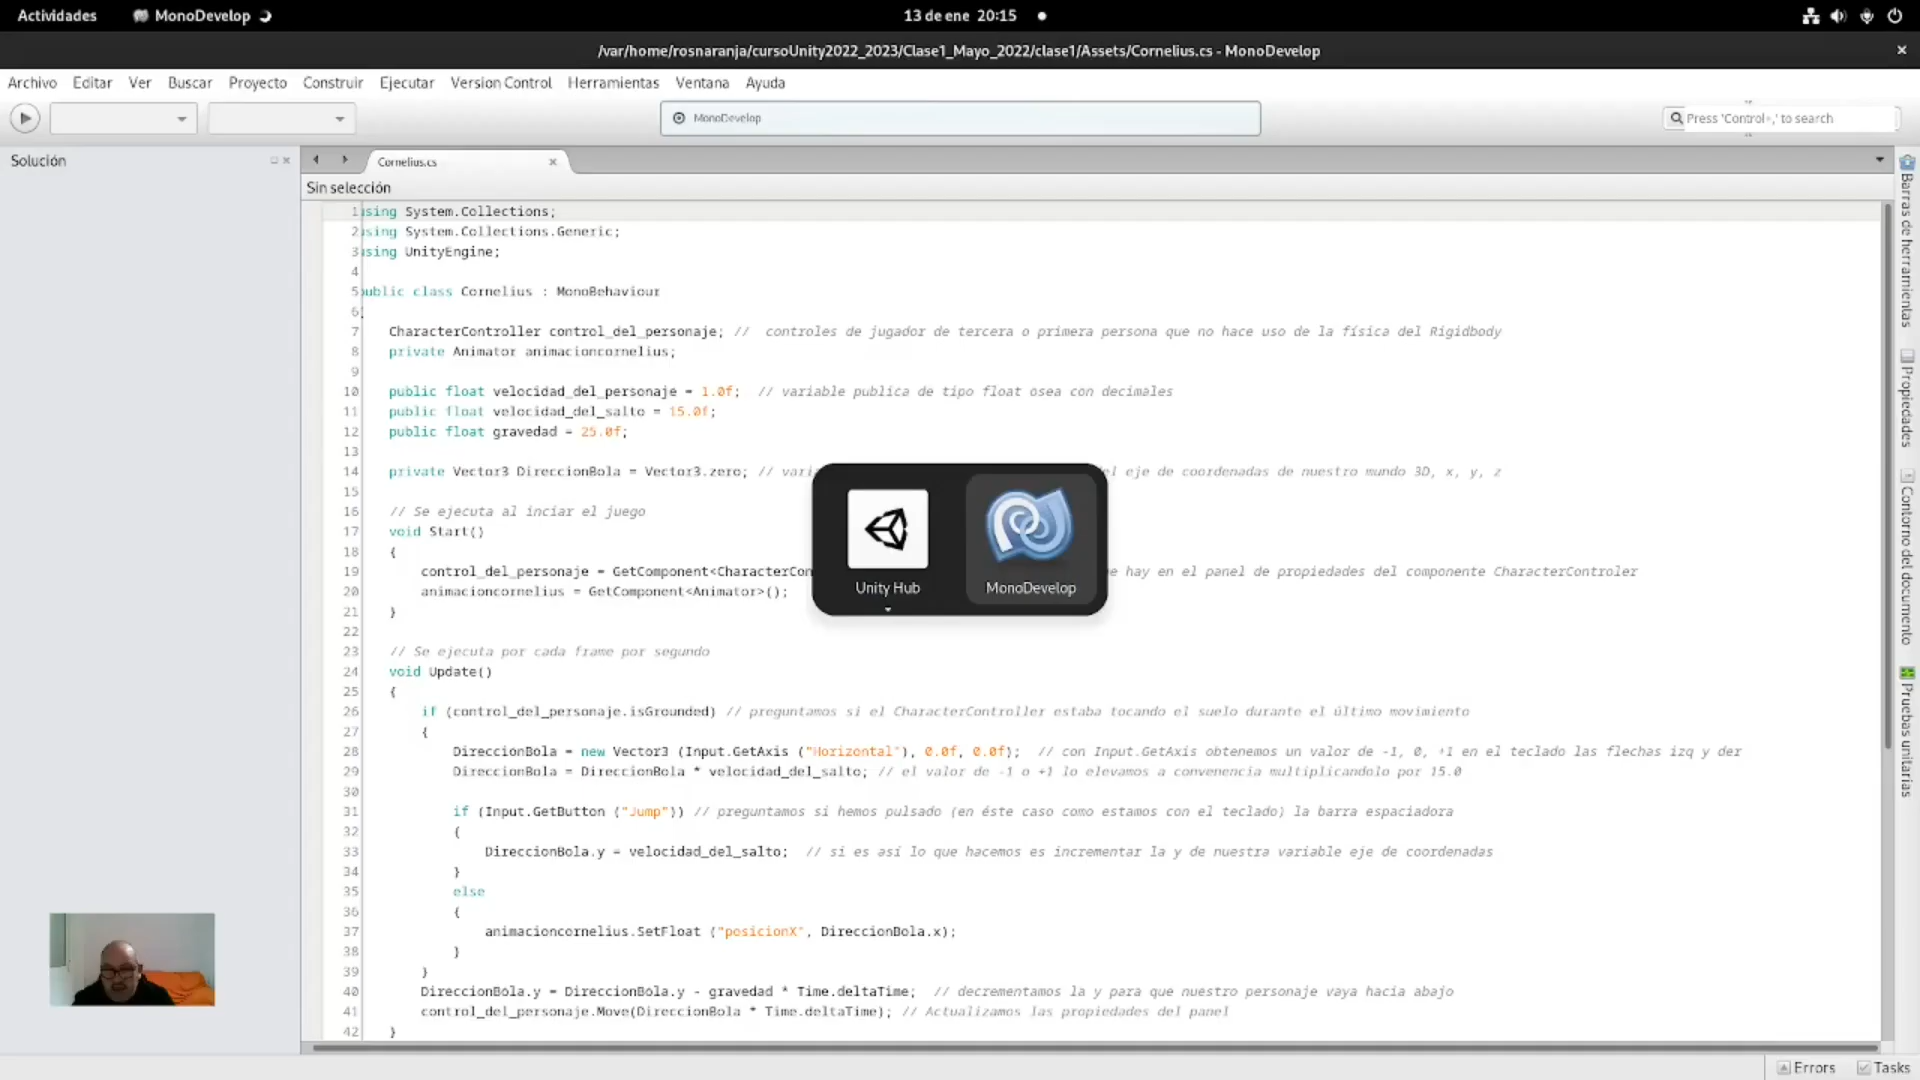 Actividades
MonoDevelop
13 de ene 20:15
/var/home/rosnaranja/cursoUnity2022_2023/Clase1_Mayo_2022/clase1/Assets/Cornelius.cs - MonoDevelop
Archivo Editar Ver Buscar Proyecto Construir Ejecutar Version Control Herramientas Ventana Ayuda
MonoDevelop
Press 'Control+,' to search
Solución
Cornelius.cs
Sin selección
1 using System.Collections;
2 using System.Collections.Generic;
3 using UnityEngine;
4
5 public class Cornelius : MonoBehaviour
6 {
7 CharacterController control_del_personaje; // controles de jugador de tercera o primera persona que no hace uso de la física del Rigidbody
8 private Animator animacioncornelius;
9
10 public float velocidad_del_personaje = 1.0f; // variable publica de tipo float osea con decimales
11 public float velocidad_del_salto = 15.0f;
12 public float gravedad = 25.0f;
13
14 private Vector3 DireccionBola = Vector3.zero; // vari el eje de coordenadas de nuestro mundo 3D, x, y, z
15
16 // Se ejecuta al inciar el juego
17 void Start()
18 {
19 control_del_personaje = GetComponent<CharacterCon e hay en el panel de propiedades del componente CharacterControler
20 animacioncornelius = GetComponent<Animator>();
21 }
22
23 // Se ejecuta por cada frame por segundo
24 void Update()
25 {
26 if (control_del_personaje.isGrounded) // preguntamos si el CharacterController estaba tocando el suelo durante el último movimiento
27 {
28 DireccionBola = new Vector3 (Input.GetAxis ("Horizontal"), 0.0f, 0.0f); // con Input.GetAxis obtenemos un valor de -1, 0, +1 en el teclado las flechas izq y der
29 DireccionBola = DireccionBola * velocidad_del_salto; // el valor de -1 o +1 lo elevamos a convenencia multiplicandolo por 15.0
30
31 if (Input.GetButton ("Jump")) // preguntamos si hemos pulsado (en éste caso como estamos con el teclado) la barra espaciadora
32 {
33 DireccionBola.y = velocidad_del_salto; // si es así lo que hacemos es incrementar la y de nuestra variable eje de coordenadas
34 }
35 else
36 {
37 animacioncornelius.SetFloat ("posicionX", DireccionBola.x);
38 }
39 }
40 DireccionBola.y = DireccionBola.y - gravedad * Time.deltaTime; // decrementamos la y para que nuestro personaje vaya hacia abajo
41 control_del_personaje.Move(DireccionBola * Time.deltaTime); // Actualizamos las propiedades del panel
42 }
Unity Hub
MonoDevelop
Barras de herramientas
Propiedades
Contorno del documento
Pruebas unitarias
Errors
Tasks